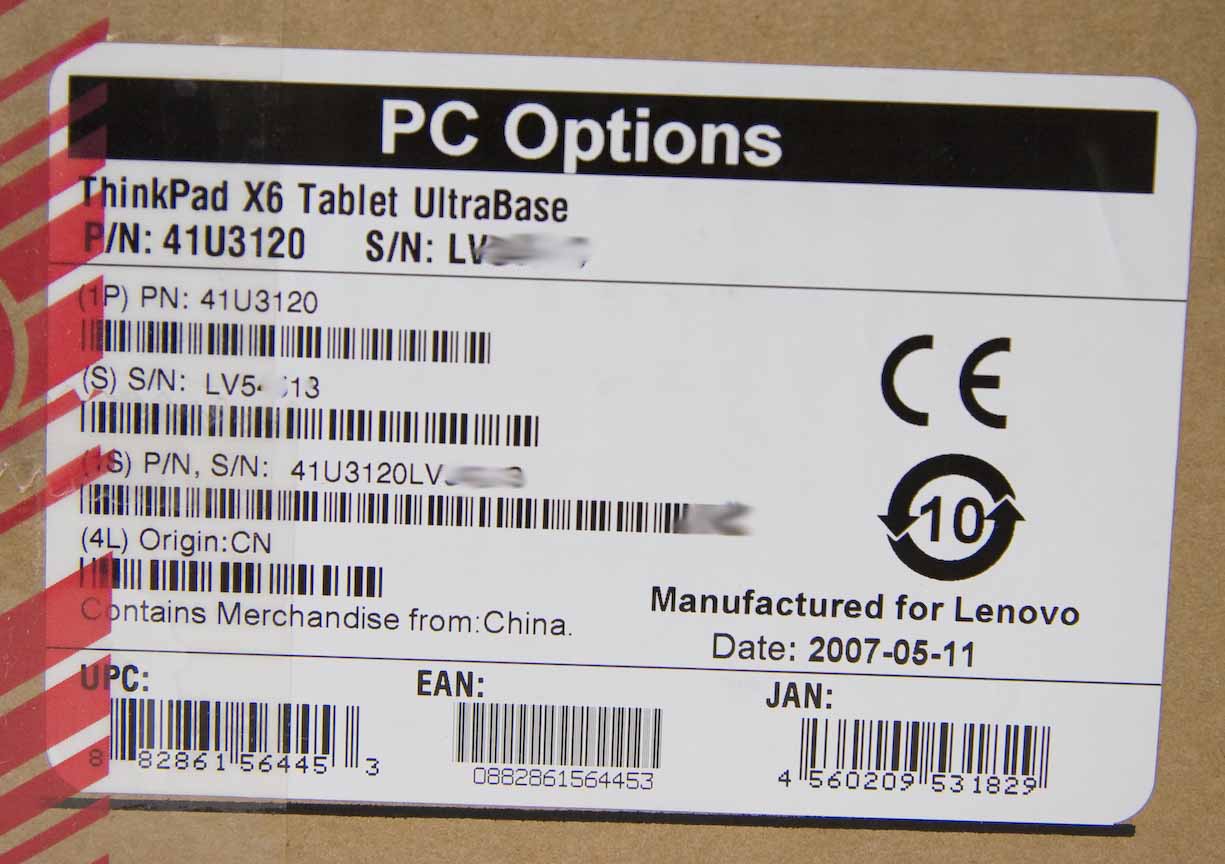 PC Options
ThinkPad X6 Tablet UltraBase
P/N: 41U3120 S/N: LV
(1P) PN: 41U3120
(S) S/N: LV5 13
(1S) P/N, S/N: 41U3120LV
(4L) Origin:CN
Contains Merchandise from:China.
CE
10
Manufactured for Lenovo
Date: 2007-05-11
UPC: EAN: JAN:
8 82861 56445 3 0882861564453 4 560209 531829